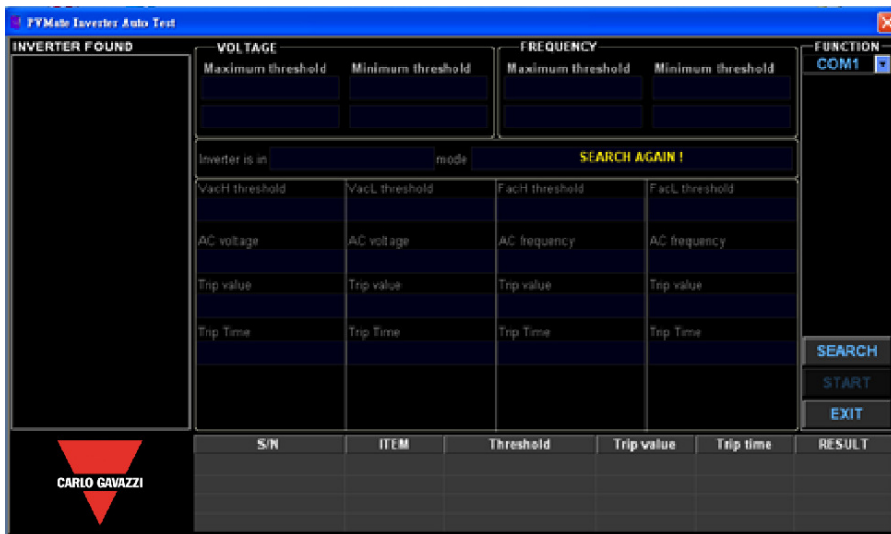 PVMate Inverter Auto Test
INVERTER FOUND
VOLTAGE
FREQUENCY
FUNCTION
Maximum threshold
Minimum threshold
Maximum threshold
Minimum threshold
COM1
Inverter is in
mode
SEARCH AGAIN !
VacH threshold
VacL threshold
FacH threshold
FacL threshold
AC voltage
AC voltage
AC frequency
AC frequency
Trip value
Trip value
Trip value
Trip value
Trip Time
Trip Time
Trip Time
Trip Time
SEARCH
START
EXIT
S/N
ITEM
Threshold
Trip value
Trip time
RESULT
CARLO GAVAZZI